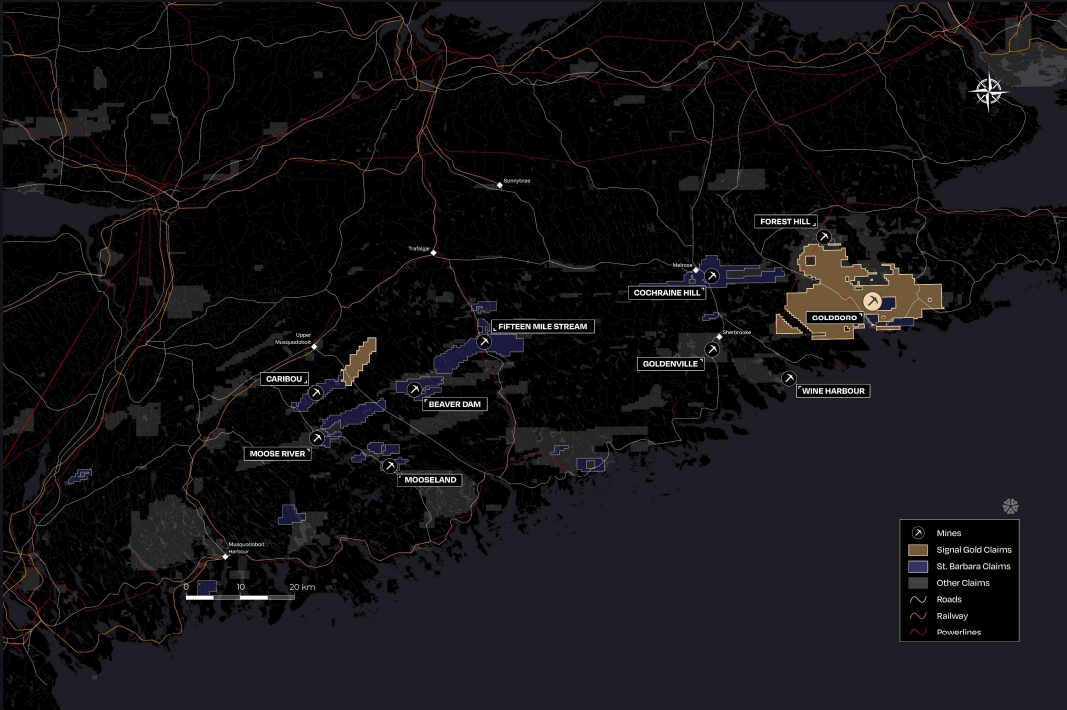 Sunnybrae
FOREST HILL
Trafalgar
Melrose
COCHRAINE HILL
GOLDBORO
FIFTEEN MILE STREAM
Sherbrooke
Upper
Musquodoboit
GOLDENVILLE
CARIBOU
WINE HARBOUR
BEAVER DAM
MOOSE RIVER
MOOSELAND
Musquodoboit
Harbour
0 10 20 km
Mines
Signal Gold Claims
St. Barbara Claims
Other Claims
Roads
Railway
Powerlines